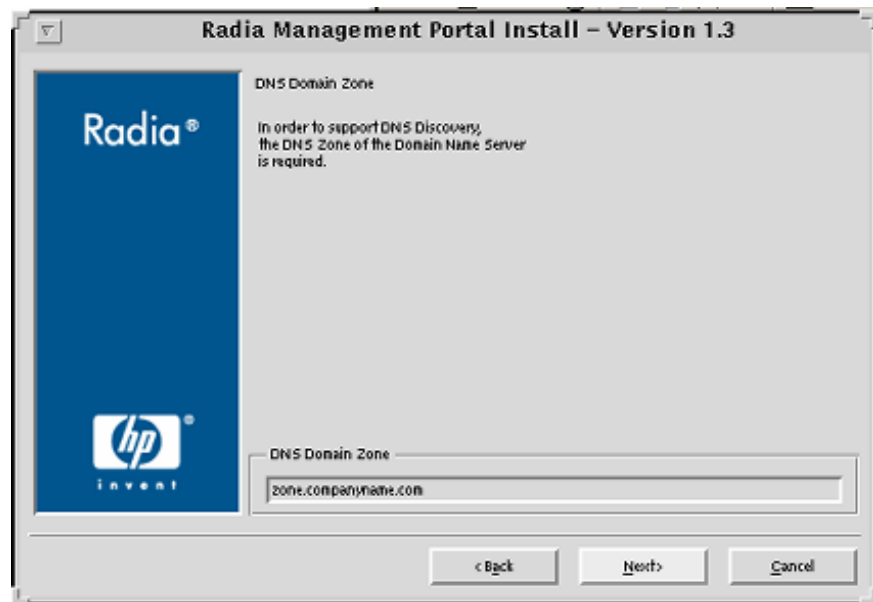 Radia Management Portal Install – Version 1.3
Radia®
DNS Domain Zone
In order to support DNS Discovery,
the DNS Zone of the Domain Name Server
is required.
hp®
invent
DNS Domain Zone
zone.companyname.com
<Back
Next>
Cancel